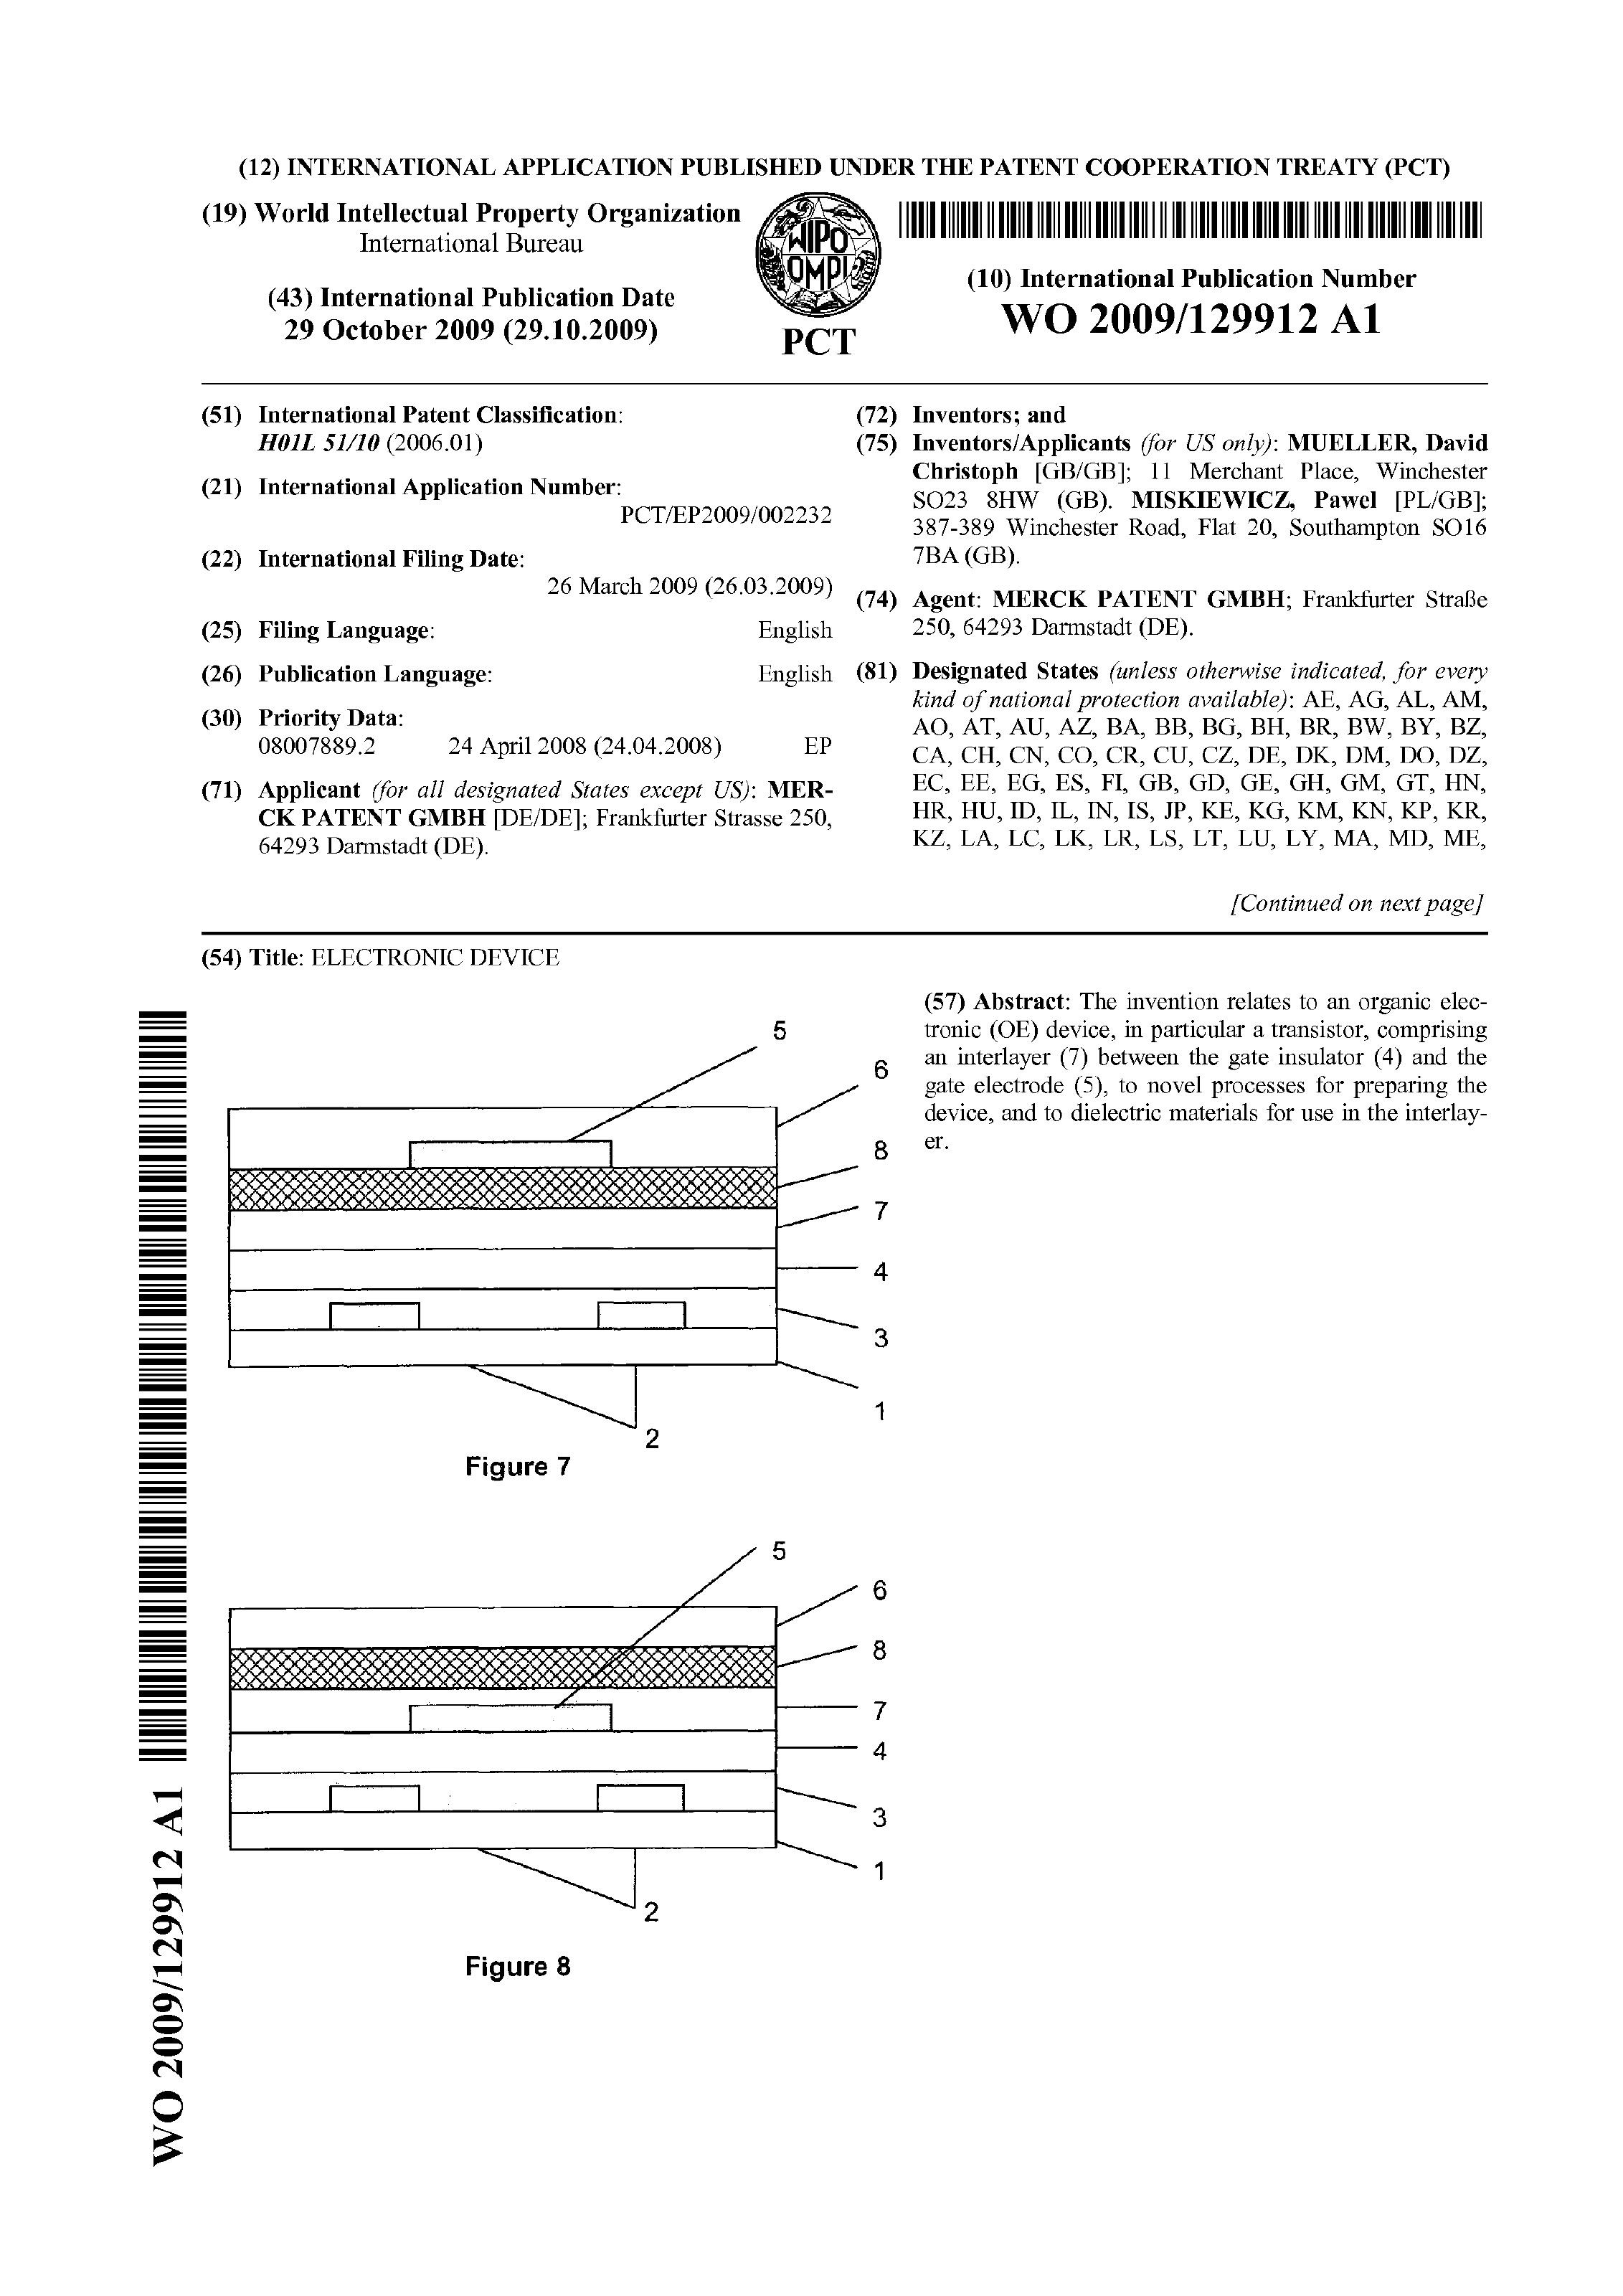 (12) INTERNATIONAL APPLICATION PUBLISHED UNDER THE PATENT COOPERATION TREATY (PCT)
(19) World Intellectual Property Organization
International Bureau
(43) International Publication Date
29 October 2009 (29.10.2009)
WIPO
OMPI
PCT
(10) International Publication Number
WO 2009/129912 A1
(51) International Patent Classification:
H01L 51/10 (2006.01)
(21) International Application Number:
PCT/EP2009/002232
(22) International Filing Date:
26 March 2009 (26.03.2009)
(25) Filing Language: English
(26) Publication Language: English
(30) Priority Data:
08007889.2 24 April 2008 (24.04.2008) EP
(71) Applicant (for all designated States except US): MER-
CK PATENT GMBH [DE/DE]; Frankfurter Strasse 250,
64293 Darmstadt (DE).
(72) Inventors; and
(75) Inventors/Applicants (for US only): MUELLER, David
Christoph [GB/GB]; 11 Merchant Place, Winchester
SO23 8HW (GB). MISKIEWICZ, Pawel [PL/GB];
387-389 Winchester Road, Flat 20, Southampton SO16
7BA (GB).
(74) Agent: MERCK PATENT GMBH; Frankfurter Straße
250, 64293 Darmstadt (DE).
(81) Designated States (unless otherwise indicated, for every
kind of national protection available): AE, AG, AL, AM,
AO, AT, AU, AZ, BA, BB, BG, BH, BR, BW, BY, BZ,
CA, CH, CN, CO, CR, CU, CZ, DE, DK, DM, DO, DZ,
EC, EE, EG, ES, FI, GB, GD, GE, GH, GM, GT, HN,
HR, HU, ID, IL, IN, IS, JP, KE, KG, KM, KN, KP, KR,
KZ, LA, LC, LK, LR, LS, LT, LU, LY, MA, MD, ME,
[Continued on next page]
(54) Title: ELECTRONIC DEVICE
5
6
8
7
4
3
1
2
Figure 7
5
6
8
7
4
3
1
2
Figure 8
(57) Abstract: The invention relates to an organic elec-
tronic (OE) device, in particular a transistor, comprising
an interlayer (7) between the gate insulator (4) and the
gate electrode (5), to novel processes for preparing the
device, and to dielectric materials for use in the interlay-
er.
WO 2009/129912 A1